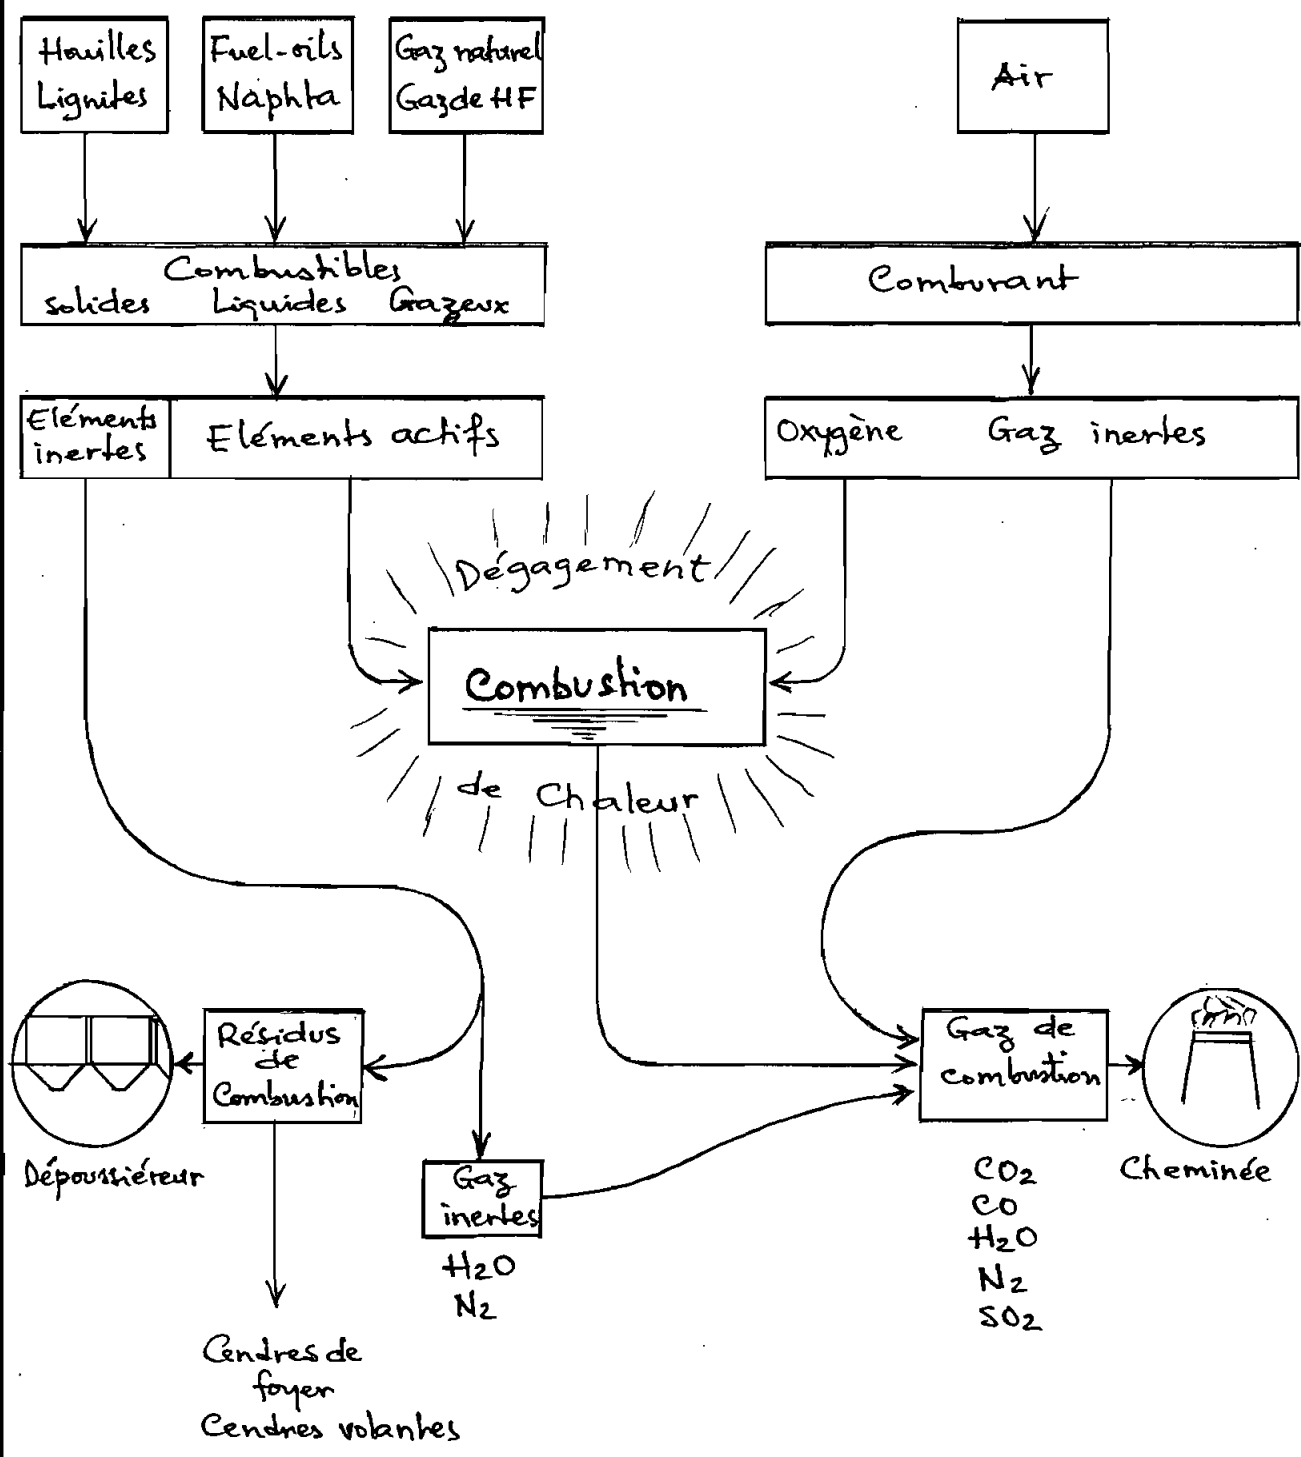 Houilles
Lignites
Fuel-oils
Naphta
Gaz naturel
Gaz de HF
Air
Combustibles
solides Liquides Gazeux
Comburant
Eléments
inertes
Eléments actifs
Oxygène Gaz inertes
Dégagement
Combustion
de Chaleur
Résidus
de
Combustion
Gaz de
combustion
Dépoussiéreur
Gaz
inertes
H2O
N2
CO2
CO
H2O
N2
SO2
Cheminée
Cendres de
foyer
Cendres volantes